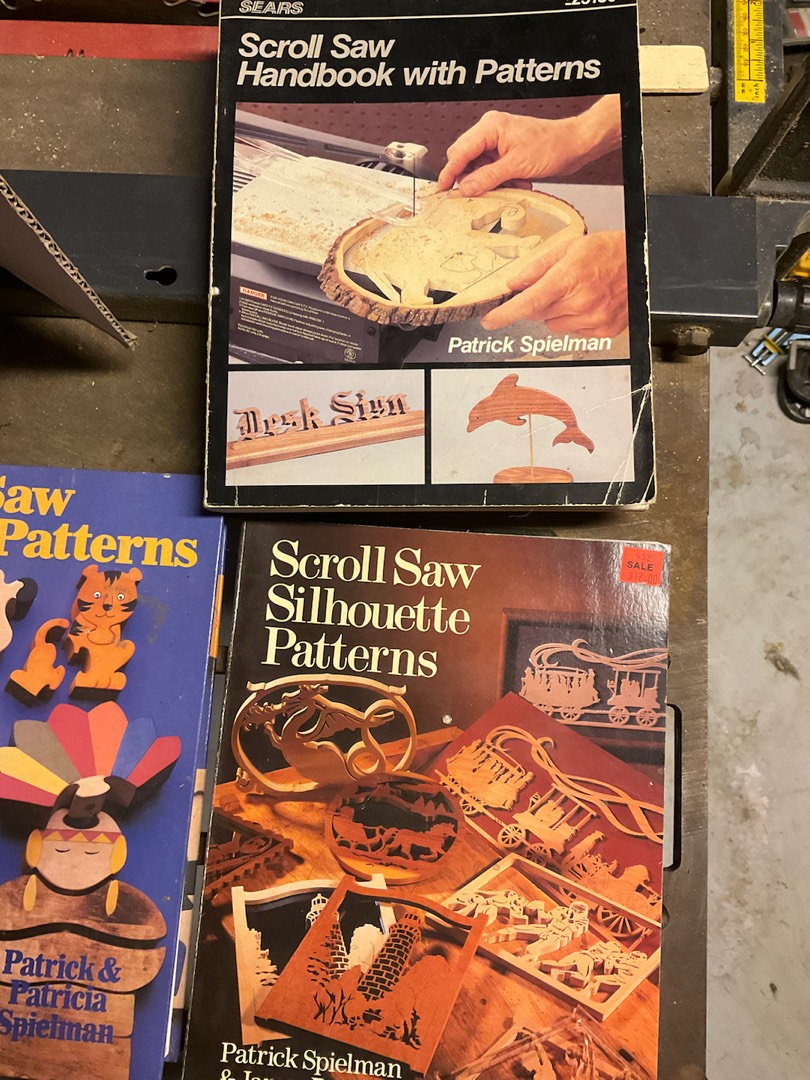 SEARS
Scroll Saw
Handbook with Patterns
DANGER
Patrick Spielman
Desk Sign
Saw
Patterns
Patrick &
Patricia
Spielman
Scroll Saw
Silhouette
Patterns
SALE
Patrick Spielman